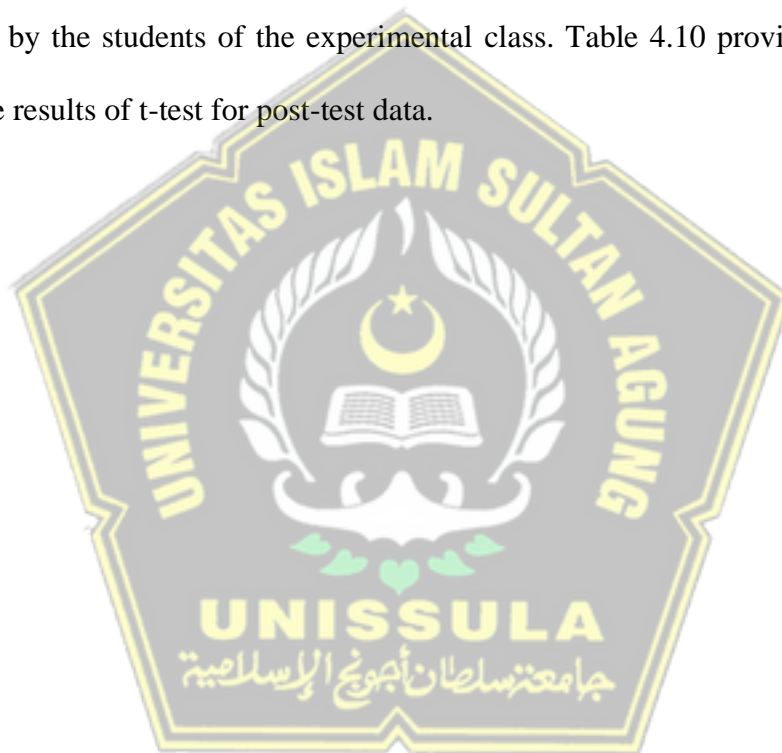 by the students of the experimental class. Table 4.10 provi
e results of t-test for post-test data.
UNIVERSITAS ISLAM SULTAN AGUNG
UNISSULA
جامعة سلطان أجونج الإسلامية